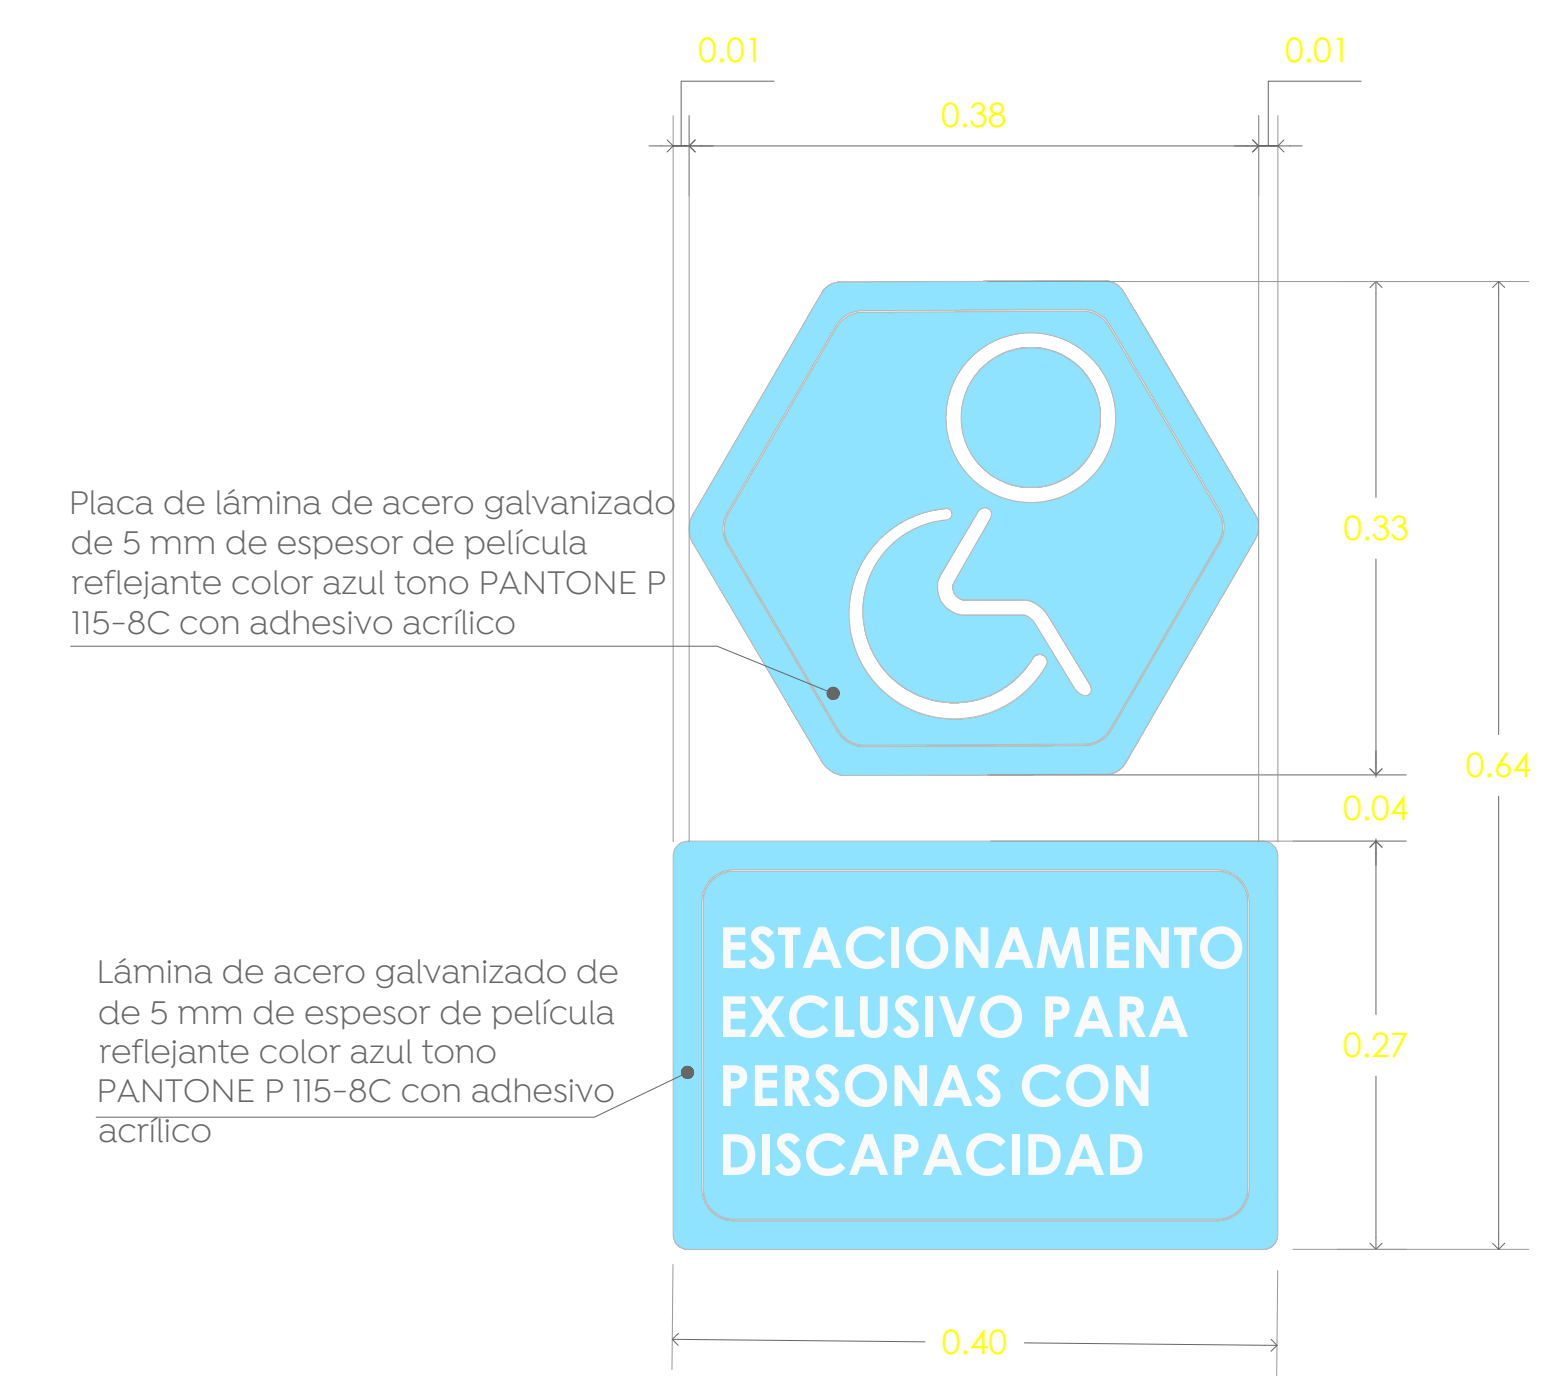 0.01
0.01
0.38
Placa de lámina de acero galvanizado
de 5 mm de espesor de película
reflejante color azul tono PANTONE P
115-8C con adhesivo acrílico
0.33
0.64
0.04
Lámina de acero galvanizado de
de 5 mm de espesor de película
reflejante color azul tono
PANTONE P 115-8C con adhesivo
acrílico
ESTACIONAMIENTO
EXCLUSIVO PARA
PERSONAS CON
DISCAPACIDAD
0.27
0.40